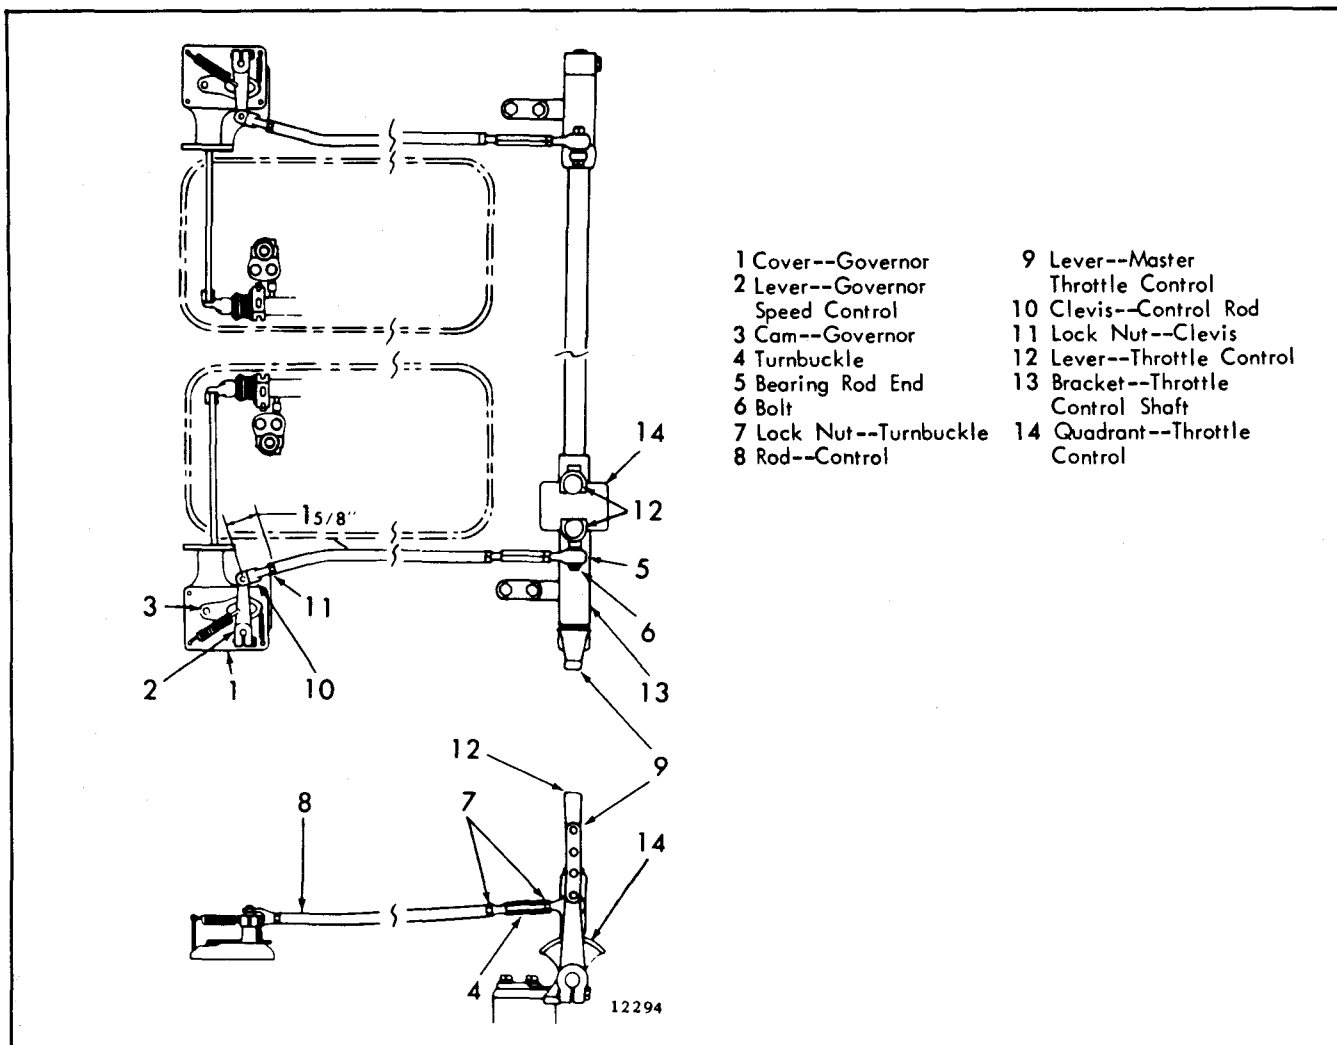 1 Cover--Governor
2 Lever--Governor
Speed Control
3 Cam--Governor
4 Turnbuckle
5 Bearing Rod End
6 Bolt
7 Lock Nut--Turnbuckle
8 Rod--Control
9 Lever--Master
Throttle Control
10 Clevis--Control Rod
11 Lock Nut--Clevis
12 Lever--Throttle Control
13 Bracket--Throttle
Control Shaft
14 Quadrant--Throttle
Control
14
12
1 5/8"
5
3
11
6
2
1
10
13
12
9
8
7
14
4
12294